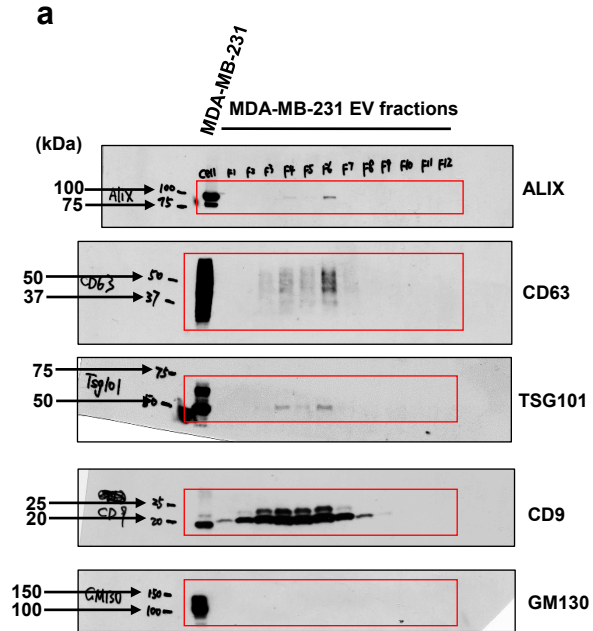 a
MDA-MB-231
MDA-MB-231 EV fractions
(kDa)
Cell F1 F2 F3 F4 F5 F6 F7 F8 F9 F10 F11 F12
100 100
Alix
75 75
ALIX
50 50
CD63
37 37
CD63
75 75
Tsg101
50 50
TSG101
25 25
CD9
20 20
CD9
150 150
GM130
100 100
GM130